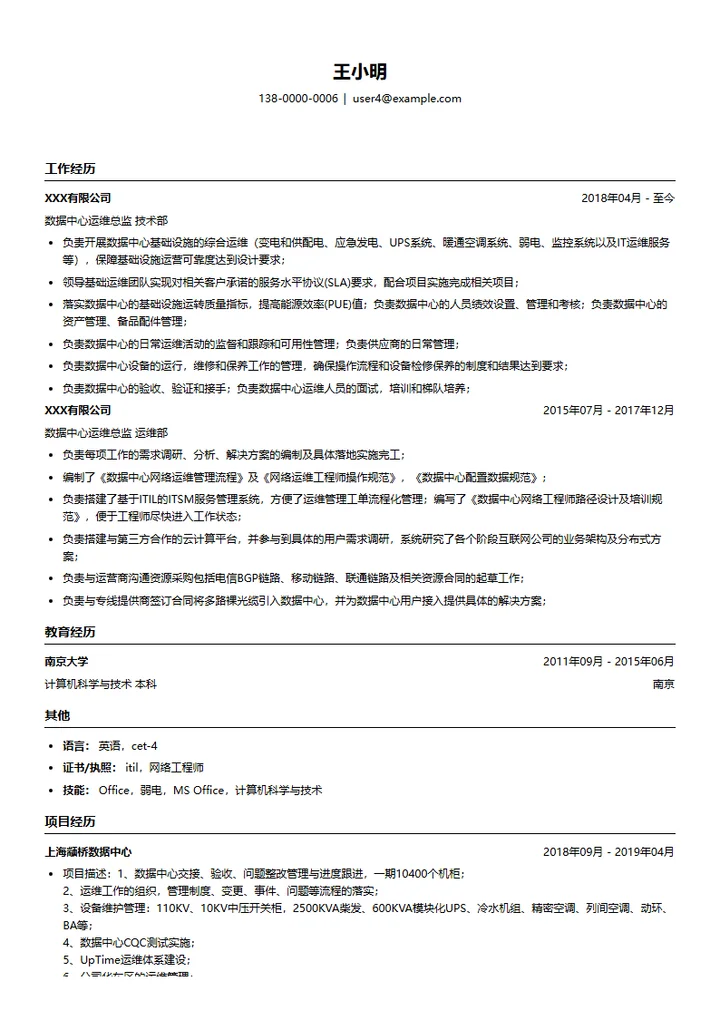 王小明
138-0000-0006 | user4@example.com
工作经历
XXX有限公司 2018年04月 - 至今
数据中心运维总监 技术部
• 负责开展数据中心基础设施的综合运维（变电和供配电、应急发电、UPS系统、暖通空调系统、弱电、监控系统以及IT运维服务
等），保障基础设施运营可靠度达到设计要求；
• 领导基础运维团队实现对相关客户承诺的服务水平协议(SLA)要求，配合项目实施完成相关项目；
• 落实数据中心的基础设施运转质量指标，提高能源效率(PUE)值；负责数据中心的人员绩效设置、管理和考核；负责数据中心的
资产管理、备品配件管理；
• 负责数据中心的日常运维活动的监督和跟踪和可用性管理；负责供应商的日常管理；
• 负责数据中心设备的运行，维修和保养工作的管理，确保操作流程和设备检修保养的制度和结果达到要求；
• 负责数据中心的验收、验证和接手；负责数据中心运维人员的面试，培训和梯队培养；
XXX有限公司 2015年07月 - 2017年12月
数据中心运维总监 运维部
• 负责每项工作的需求调研、分析、解决方案的编制及具体落地实施完工；
• 编制了《数据中心网络运维管理流程》及《网络运维工程师操作规范》，《数据中心配置数据规范》；
• 负责搭建了基于ITIL的ITSM服务管理系统，方便了运维管理工单流程化管理；编写了《数据中心网络工程师路径设计及培训规
范》，便于工程师尽快进入工作状态；
• 负责搭建与第三方合作的云计算平台，并参与到具体的用户需求调研，系统研究了各个阶段互联网公司的业务架构及分布式方
案；
• 负责与运营商沟通资源采购包括电信BGP链路、移动链路、联通链路及相关资源合同的起草工作；
• 负责与专线提供商签订合同将多路裸光缆引入数据中心，并为数据中心用户接入提供具体的解决方案；
教育经历
南京大学 2011年09月 - 2015年06月
计算机科学与技术 本科 南京
其他
• 语言： 英语，cet-4
• 证书/执照： itil，网络工程师
• 技能： Office，弱电，MS Office，计算机科学与技术
项目经历
上海颛桥数据中心 2018年09月 - 2019年04月
• 项目描述：1、数据中心交接、验收、问题整改管理与进度跟进，一期10400个机柜；
2、运维工作的组织，管理制度、变更、事件、问题等流程的落实；
3、设备维护管理：110KV、10KV中压开关柜，2500KVA柴发、600KVA模块化UPS、冷水机组、精密空调、列间空调、动环、
BA等；
4、数据中心CQC测试实施；
5、UpTime运维体系建设；